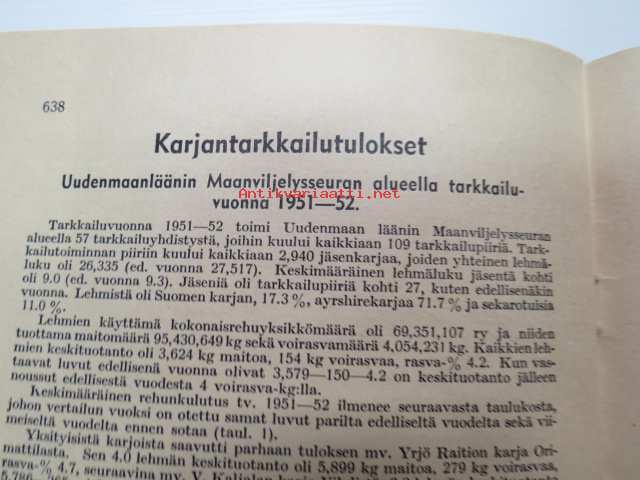 638
Karjantarkkailutulokset
Uudenmaanläänin Maanviljelysseuran alueella tarkkailu-
vuonna 1951—52.
Antikvariaatti.net
Tarkkailuvuonna 1951—52 toimi Uudenmaan läänin Maanviljelysseuran
alueella 57 tarkkailuyhdistystä, joihin kuului kaikkiaan 109 tarkkailupiiriä. Tark-
kailutoiminnan piiriin kuului kaikkiaan 2,940 jäsenkarjaa, joiden yhteinen lehmä-
luku oli 26,335 (ed. vuonna 27,517). Keskimääräinen lehmäluku jäsentä kohti
oli 9.0 (ed. vuonna 9.3). Jäseniä oli tarkkailupiiriä kohti 27, kuten edellisenäkin
vuonna. Lehmistä oli Suomen karjan, 17.3 %, ayrshirekarjaa 71.7 % ja sekarotuisia
11.0 %.
Lehmien käyttämä kokonaisrehuyksikkömäärä oli 69,351,107 ry ja niiden
tuottama maitomäärä 95,430,649 kg sekä voirasvamäärä 4,054,231 kg. Kaikkien leh-
mien keskituotanto oli 3,624 kg maitoa, 154 kg voirasvaa, rasva-% 4.2. Kun vas-
taavat luvut edellisenä vuonna olivat 3,579—150—4.2 on keskituotanto jälleen
noussut edellisestä vuodesta 4 voirasva-kg:lla.
Keskimääräinen rehunkulutus tv. 1951—52 ilmenee seuraavasta taulukosta,
johon vertailun vuoksi on otettu samat luvut parilta edelliseltä vuodelta sekä vii-
meiseltä vuodelta ennen sotaa (taul. 1).
Yksityisistä karjoista saavutti parhaan tuloksen mv. Yrjö Raition karja Ori-
mattilasta. Sen 4.0 lehmän keskituotanto oli 5,899 kg maitoa, 279 kg voirasvaa,
rasva-% 4.7, seuraavina mv. V.